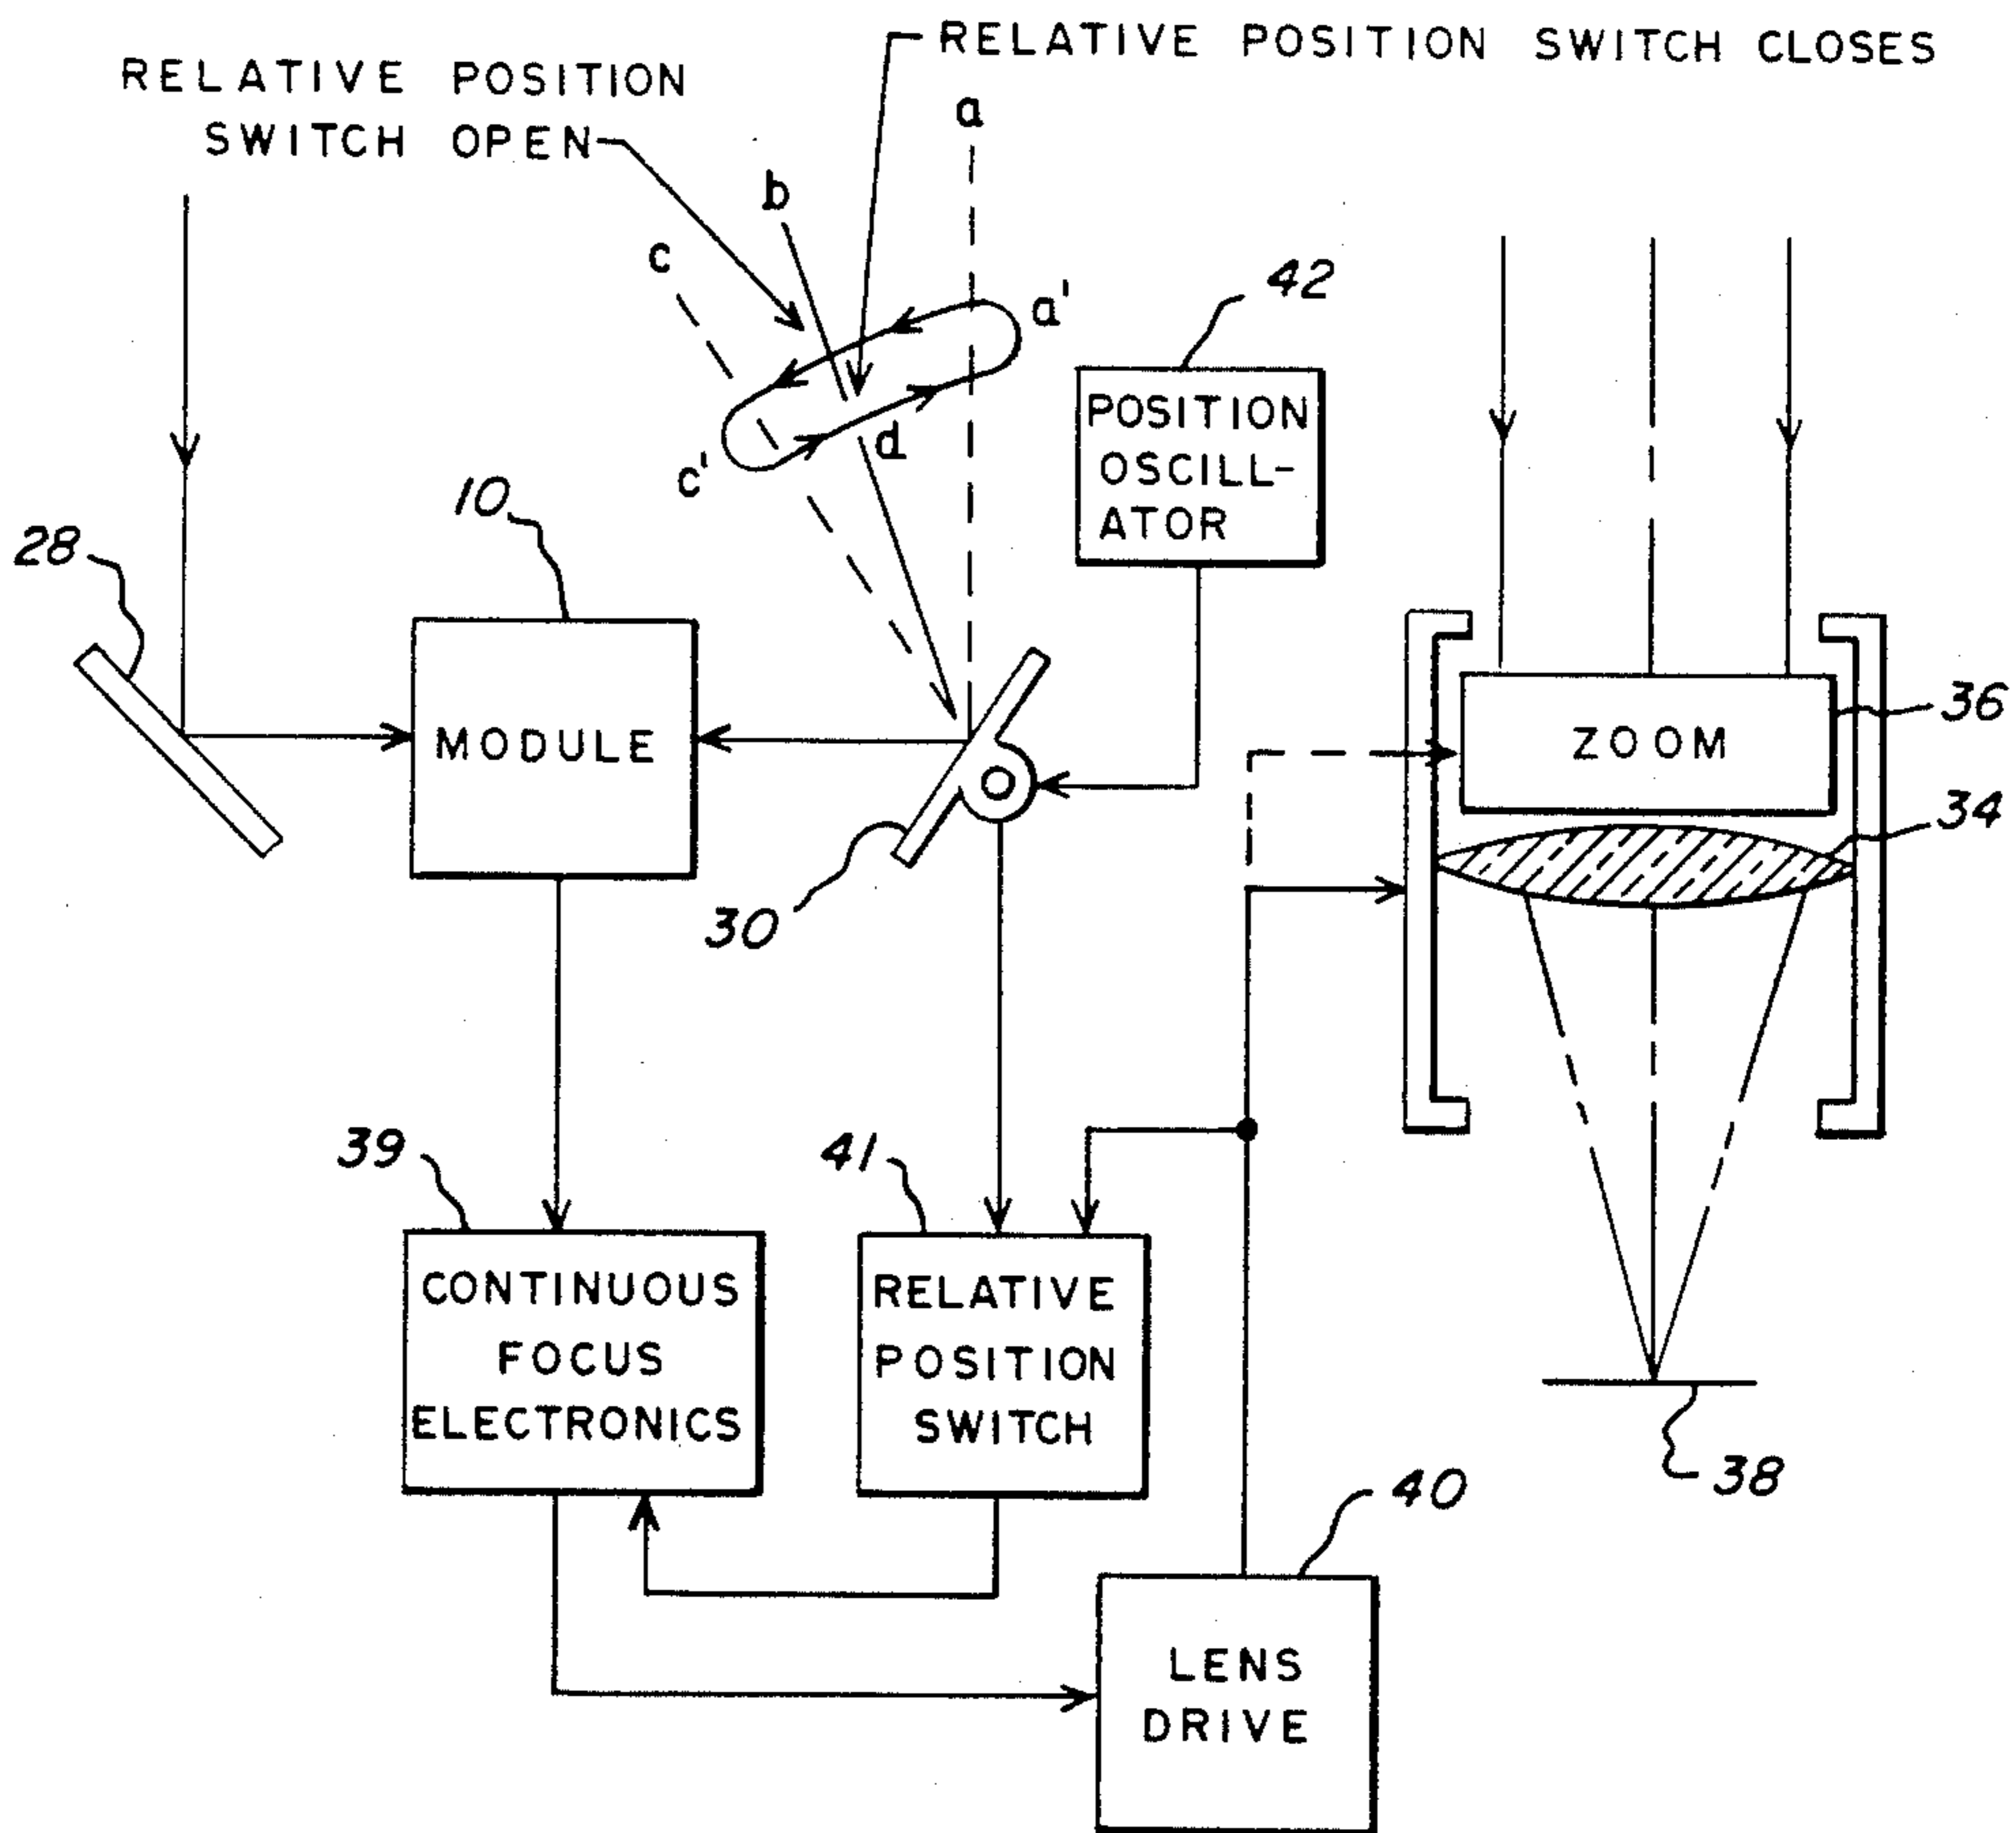 RELATIVE POSITION SWITCH CLOSES
RELATIVE POSITION
SWITCH OPEN
a
b
c
42
a'
POSITION
OSCILL-
ATOR
d
c'
10
28
MODULE
36
ZOOM
34
30
39
41
CONTINUOUS
FOCUS
ELECTRONICS
RELATIVE
POSITION
SWITCH
38
40
LENS
DRIVE